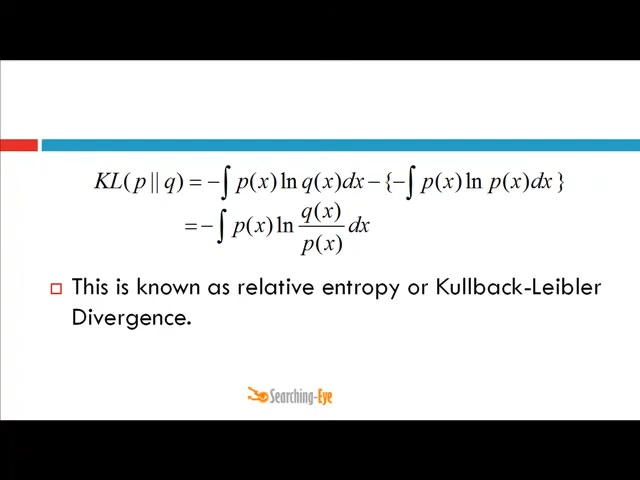 KL(p || q) = −∫ p(x) ln q(x)dx − {−∫ p(x) ln p(x)dx }
= −∫ p(x) ln q(x)/p(x) dx
This is known as relative entropy or Kullback-Leibler
Divergence.
Searching-Eye